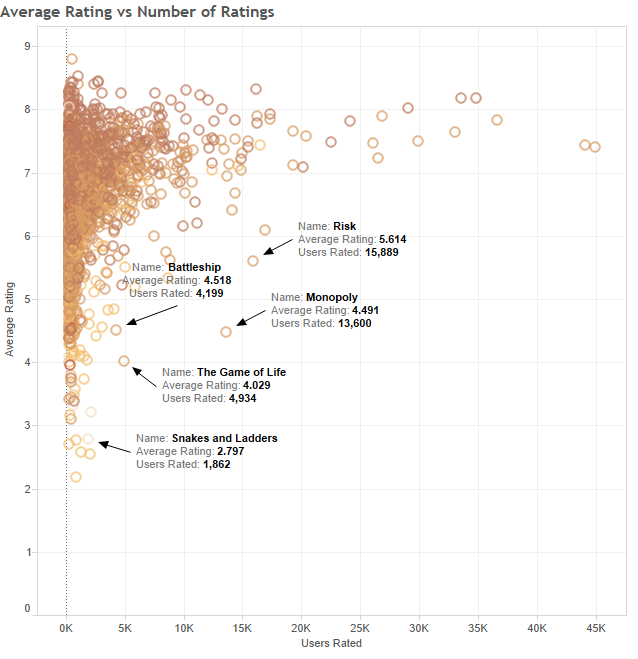 Average Rating vs Number of Ratings
9
8
7
6
5
4
3
2
1
0
Average Rating
Name: Risk
Average Rating: 5.614
Users Rated: 15,889
Name: Battleship
Average Rating: 4.518
Users Rated: 4,199
Name: Monopoly
Average Rating: 4.491
Users Rated: 13,600
Name: The Game of Life
Average Rating: 4.029
Users Rated: 4,934
Name: Snakes and Ladders
Average Rating: 2.797
Users Rated: 1,862
0K 5K 10K 15K 20K 25K 30K 35K 40K 45K
Users Rated